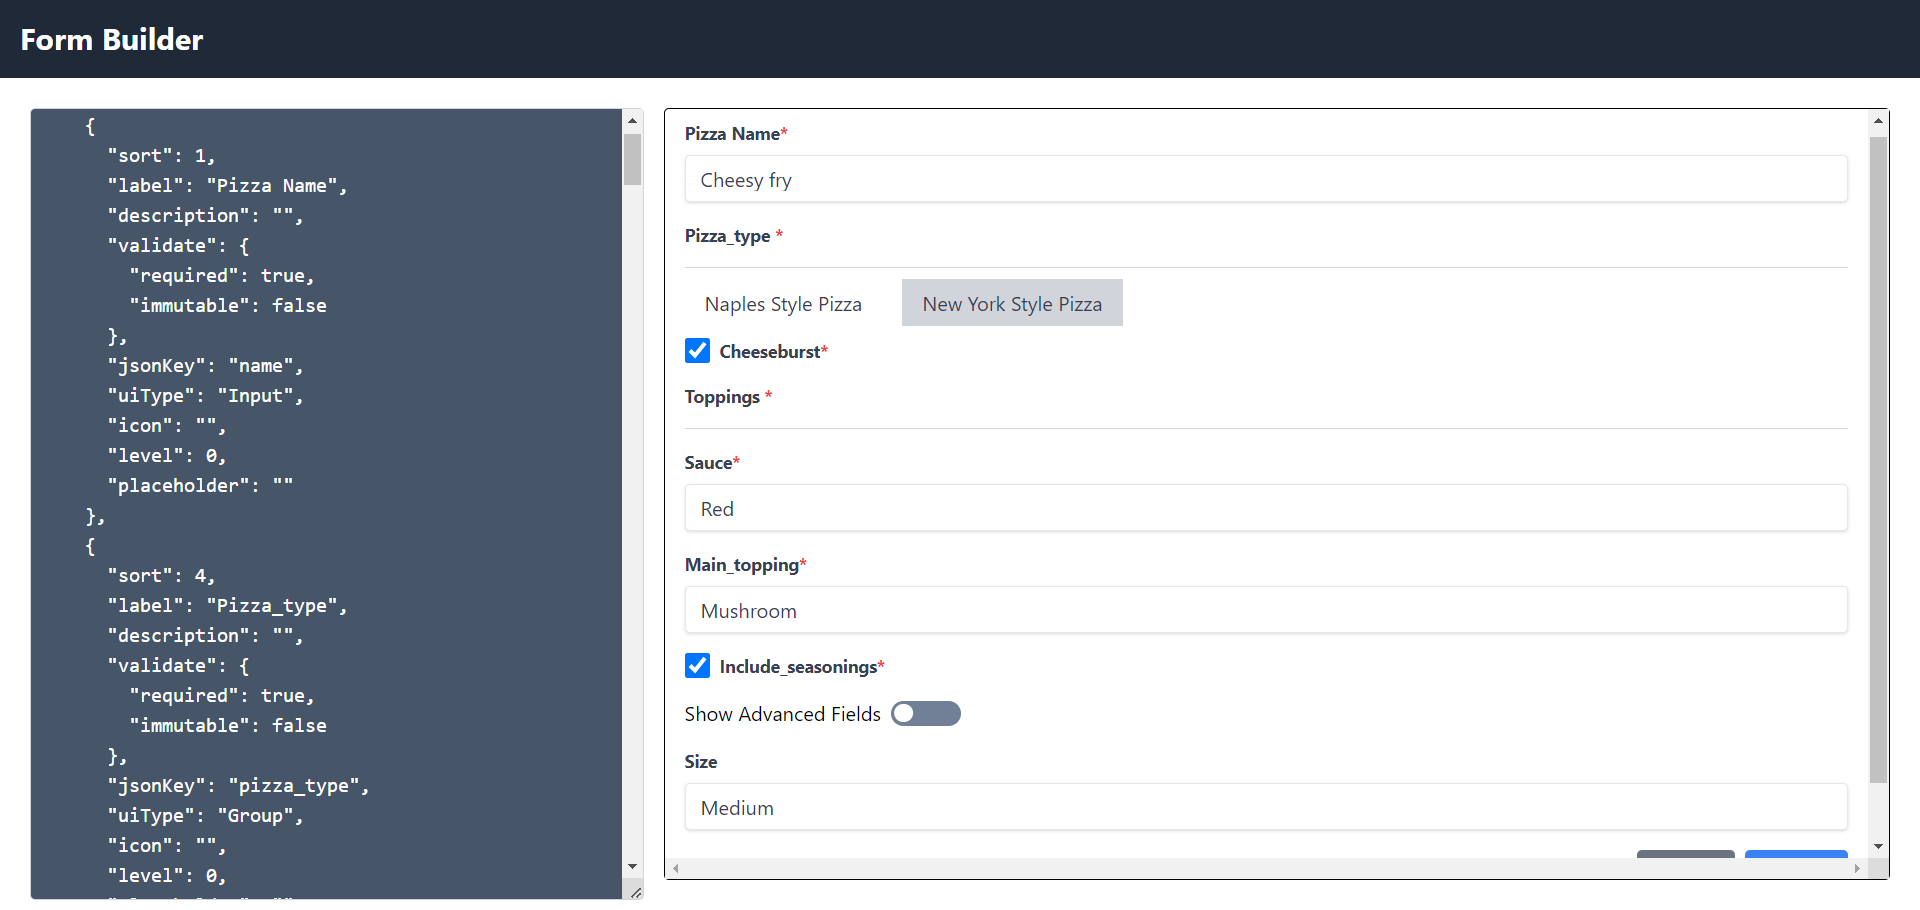 Form Builder
{
"sort": 1,
"label": "Pizza Name",
"description": "",
"validate": {
"required": true,
"immutable": false
},
"jsonKey": "name",
"uiType": "Input",
"icon": "",
"level": 0,
"placeholder": ""
},
{
"sort": 4,
"label": "Pizza_type",
"description": "",
"validate": {
"required": true,
"immutable": false
},
"jsonKey": "pizza_type",
"uiType": "Group",
"icon": "",
"level": 0,
Pizza Name*
Cheesy fry
Pizza_type *
Naples Style Pizza New York Style Pizza
Cheeseburst*
Toppings *
Sauce*
Red
Main_topping*
Mushroom
Include_seasonings*
Show Advanced Fields
Size
Medium